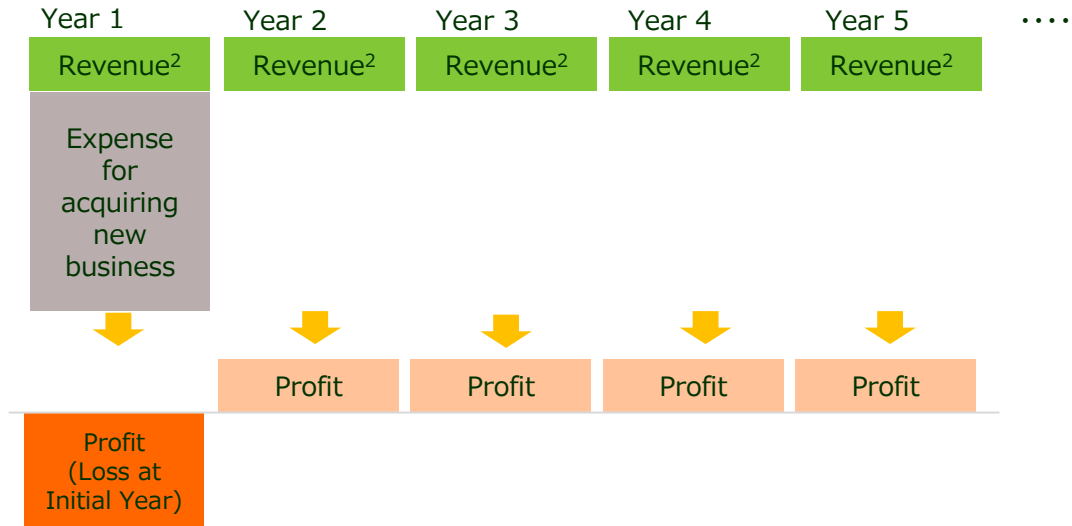 Year 1 Year 2 Year 3 Year 4 Year 5 ····
Revenue² Revenue² Revenue² Revenue² Revenue²
Expense
for
acquiring
new
business
Profit Profit Profit Profit
Profit
(Loss at
Initial Year)